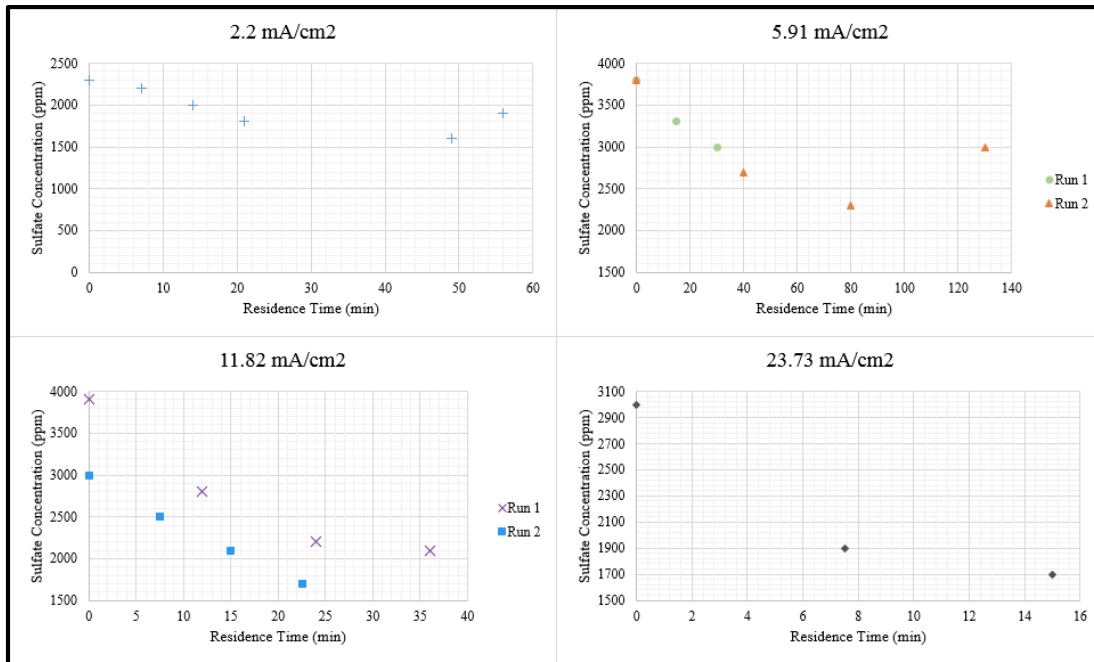 2.2 mA/cm2
Sulfate Concentration (ppm)
2500
2000
1500
1000
500
0
0 10 20 30 40 50 60
Residence Time (min)
5.91 mA/cm2
Sulfate Concentration (ppm)
4000
3500
3000
2500
2000
1500
0 20 40 60 80 100 120 140
Residence Time (min)
Run 1
Run 2
11.82 mA/cm2
Sulfate Concentration (ppm)
4000
3500
3000
2500
2000
1500
0 5 10 15 20 25 30 35 40
Residence Time (min)
Run 1
Run 2
23.73 mA/cm2
Sulfate Concentration (ppm)
3100
2900
2700
2500
2300
2100
1900
1700
1500
0 2 4 6 8 10 12 14 16
Residence Time (min)